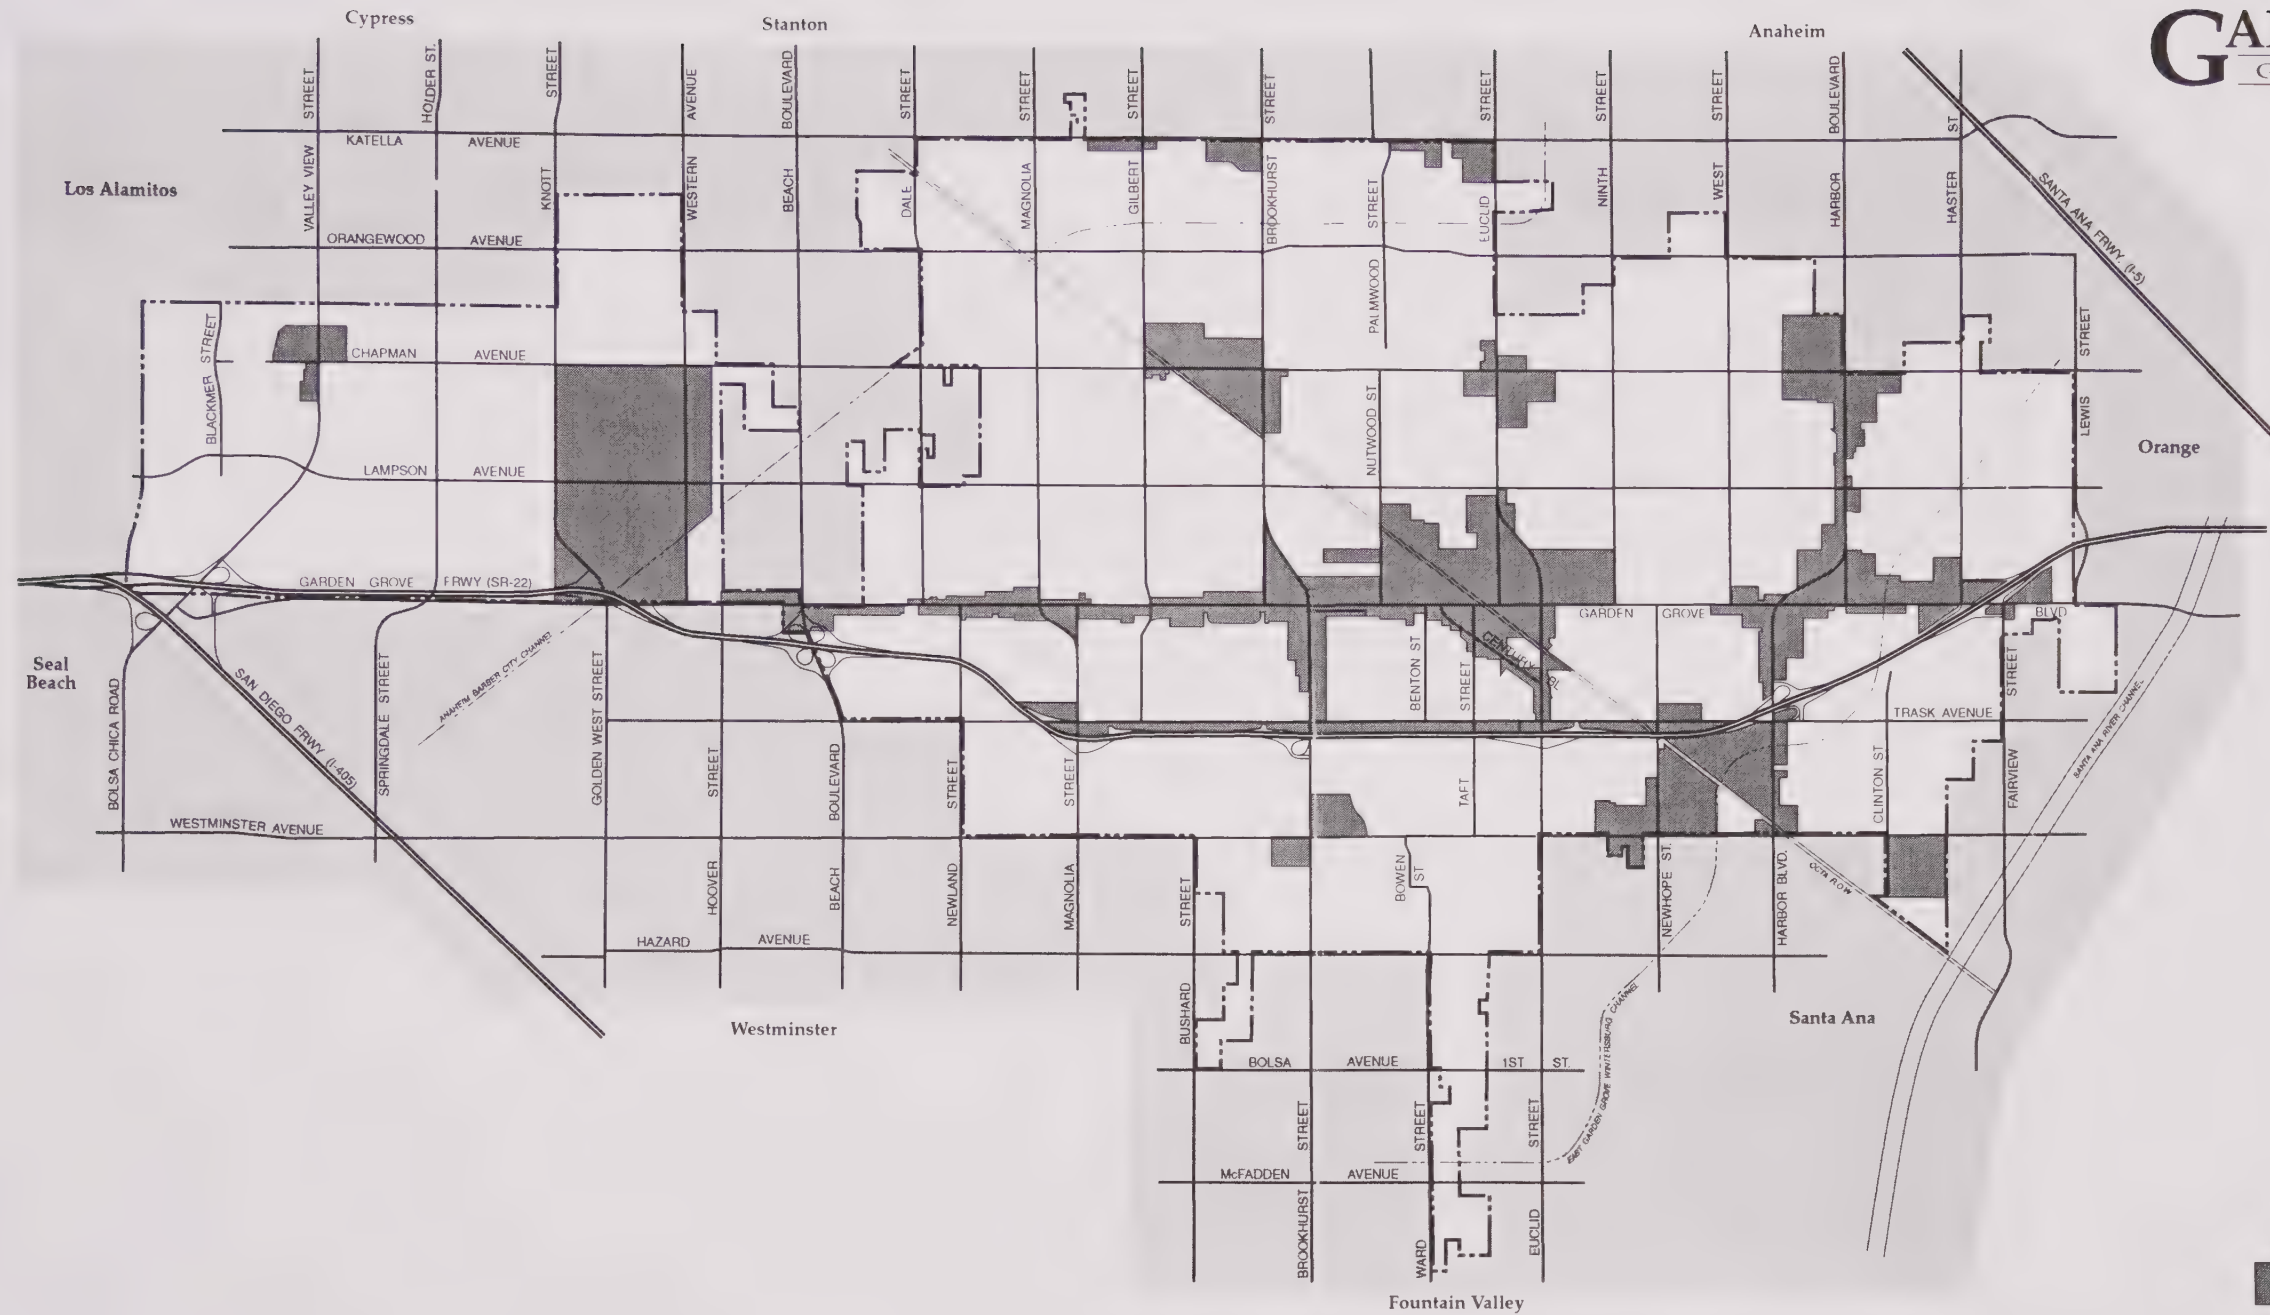 Cypress
Stanton
Anaheim
GA
G
VALLEY VIEW STREET
HOLDER ST.
KNOTT STREET
WESTERN AVENUE
BEACH BOULEVARD
DALE STREET
MAGNOLIA STREET
GILBERT STREET
BROOKHURST STREET
EUCLID STREET
NINTH STREET
WEST STREET
HARBOR BOULEVARD
HASTER ST
KATELLA AVENUE
Los Alamitos
SANTA ANA FRWY. (I-5)
ORANGEWOOD AVENUE
PALMWOOD STREET
BLACKMER STREET
CHAPMAN AVENUE
LEWIS STREET
NUTWOOD ST
Orange
LAMPSON AVENUE
GARDEN GROVE FRWY (SR-22)
GARDEN GROVE BLVD
CENTURY BL
Seal
Beach
BOLSA CHICA ROAD
SAN DIEGO FRWY (I-405)
SPRINGDALE STREET
ANAHEIM BARBER CITY CHANNEL
GOLDEN WEST STREET
BENTON ST
TAFT STREET
TRASK AVENUE
FAIRVIEW STREET
SANTA ANA RIVER CHANNEL
CLINTON ST
WESTMINSTER AVENUE
HOOVER STREET
BEACH BOULEVARD
NEWLAND STREET
MAGNOLIA STREET
BUSHARD STREET
BOWEN ST
NEWHOPE ST.
HARBOR BLVD.
OCTA R.O.W
HAZARD AVENUE
Westminster
Santa Ana
EAST GARDEN GROVE WINTERSBURG CHANNEL
BOLSA AVENUE 1ST ST.
McFADDEN AVENUE
BROOKHURST STREET
WARD STREET
EUCLID STREET
Fountain Valley